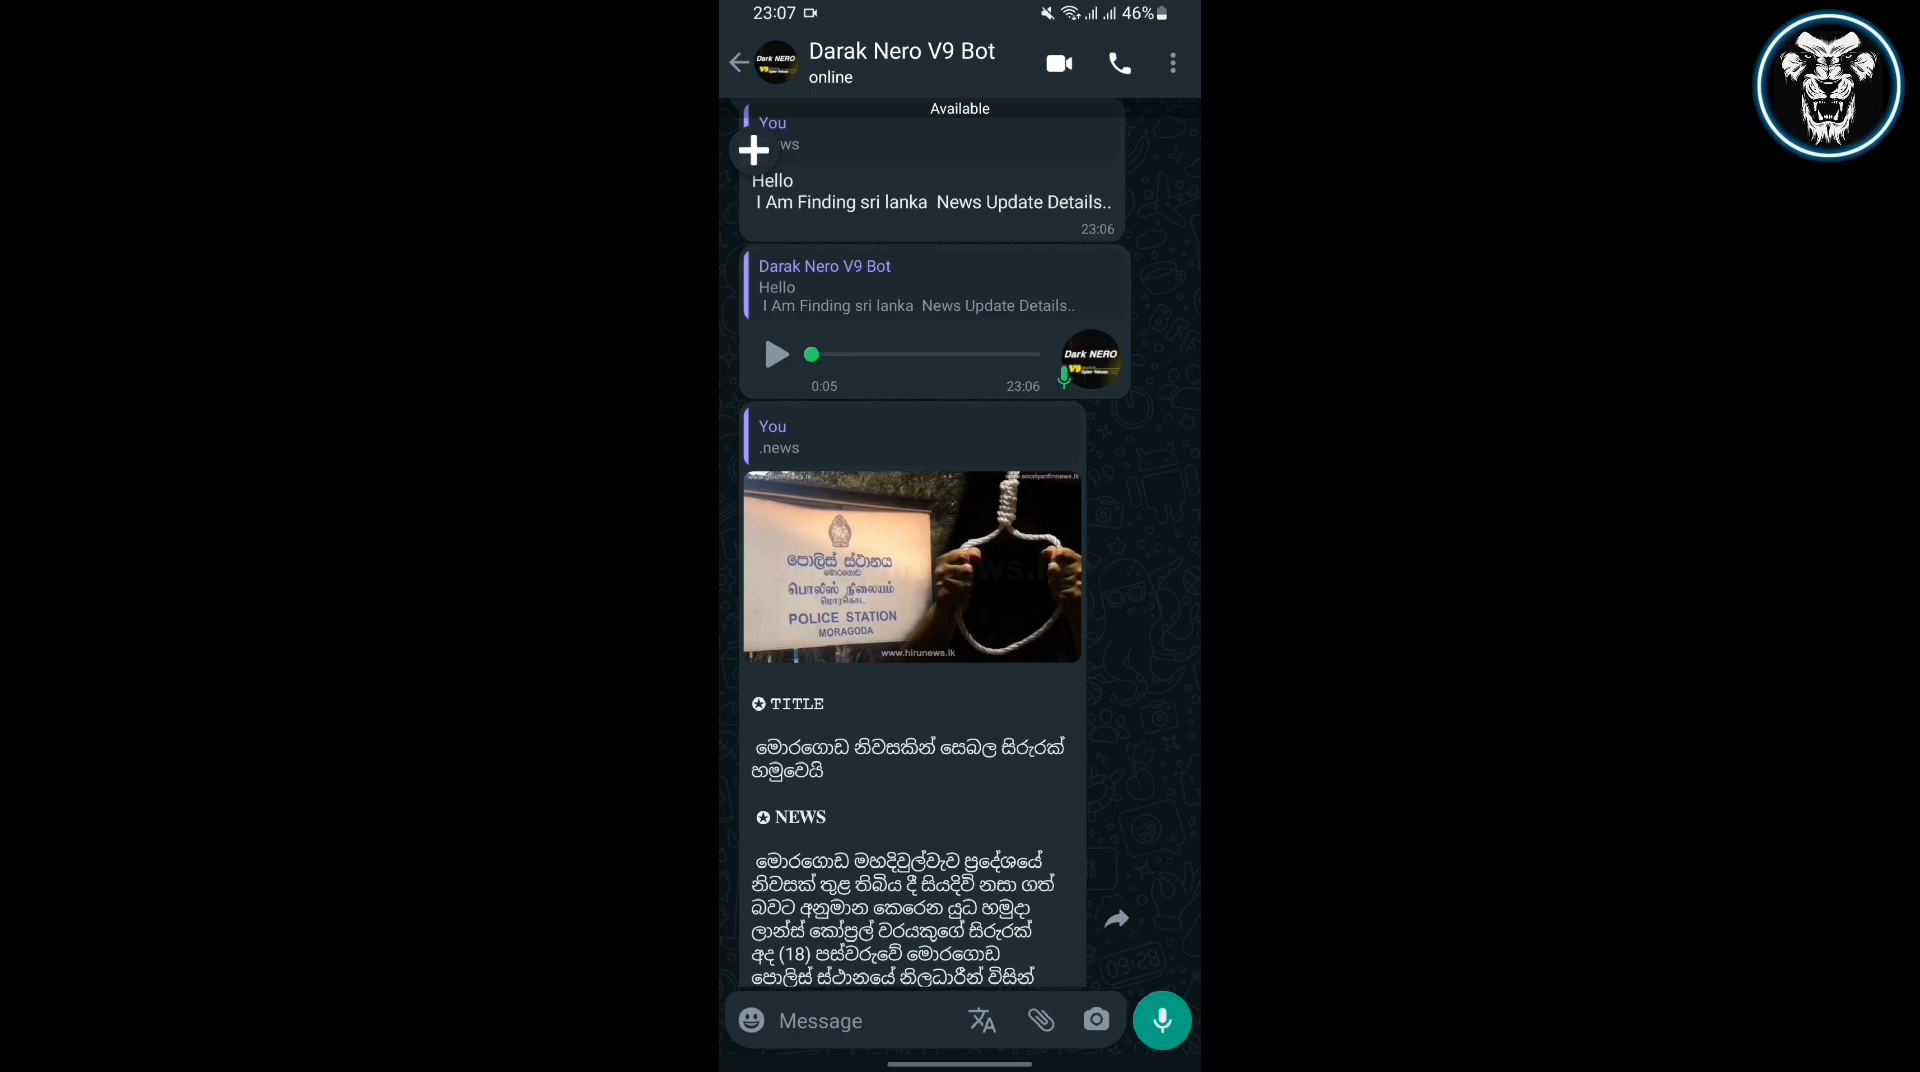 23:07
46%
Darak Nero V9 Bot
online
Available
You
ws
Hello
I Am Finding sri lanka News Update Details..
23:06
Darak Nero V9 Bot
Hello
I Am Finding sri lanka News Update Details..
Dark NERO
V9
0:05
23:06
You
.news
පොලිස් ස්ථානය
මොරගොඩ
பொலிஸ் நிலையம்
மொரகொட
POLICE STATION
MORAGODA
www.hirunews.lk
✪ TITLE
මොරගොඩ නිවසකින් සෙබල සිරුරක්
හමුවෙයි
✪ NEWS
මොරගොඩ මහදිවුල්වැව ප්‍රදේශයේ
නිවසක් තුළ තිබිය දී සියදිවි නසා ගත්
බවට අනුමාන කෙරෙන යුධ හමුදා
ලාන්ස් කෝප්‍රල් වරයකුගේ සිරුරක්
අද (18) පස්වරුවේ මොරගොඩ
පොලිස් ස්ථානයේ නිලධාරීන් විසින්
Message